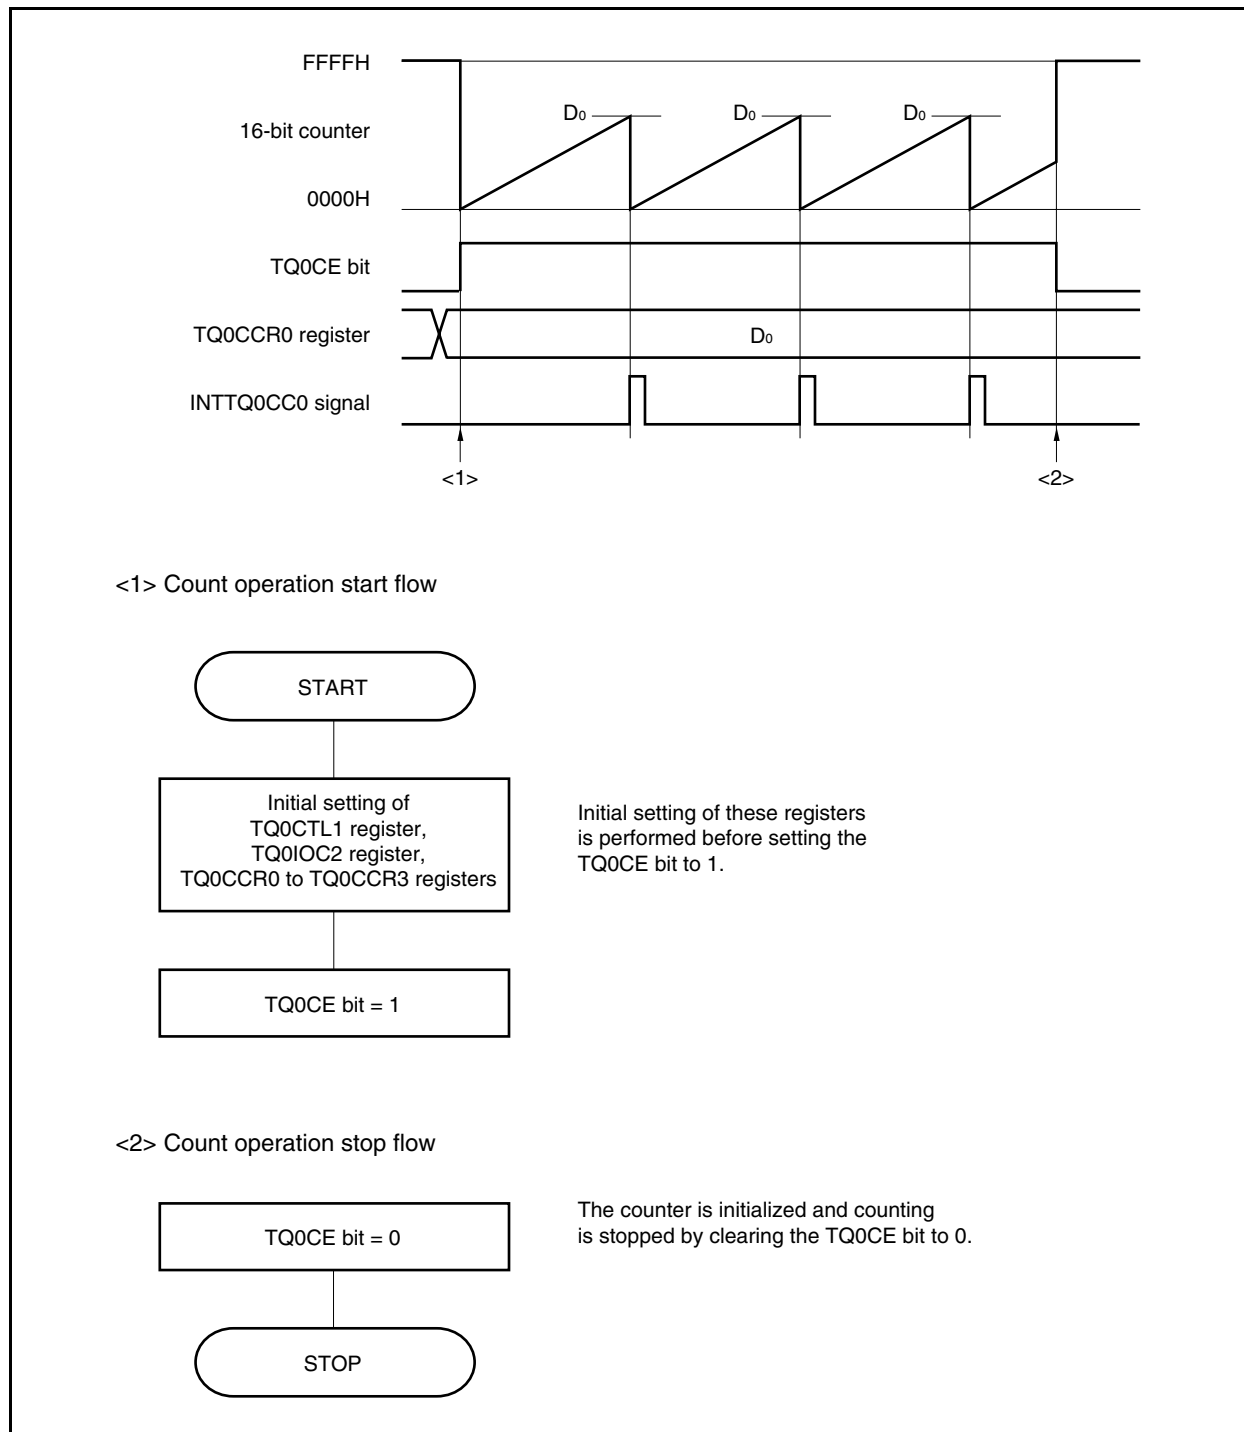 FFFFH
D0 D0 D0
16-bit counter
0000H
TQ0CE bit
TQ0CCR0 register D0
INTTQ0CC0 signal
<1> <2>
<1> Count operation start flow
START
Initial setting of
TQ0CTL1 register,
TQ0IOC2 register,
TQ0CCR0 to TQ0CCR3 registers
Initial setting of these registers
is performed before setting the
TQ0CE bit to 1.
TQ0CE bit = 1
<2> Count operation stop flow
TQ0CE bit = 0
The counter is initialized and counting
is stopped by clearing the TQ0CE bit to 0.
STOP